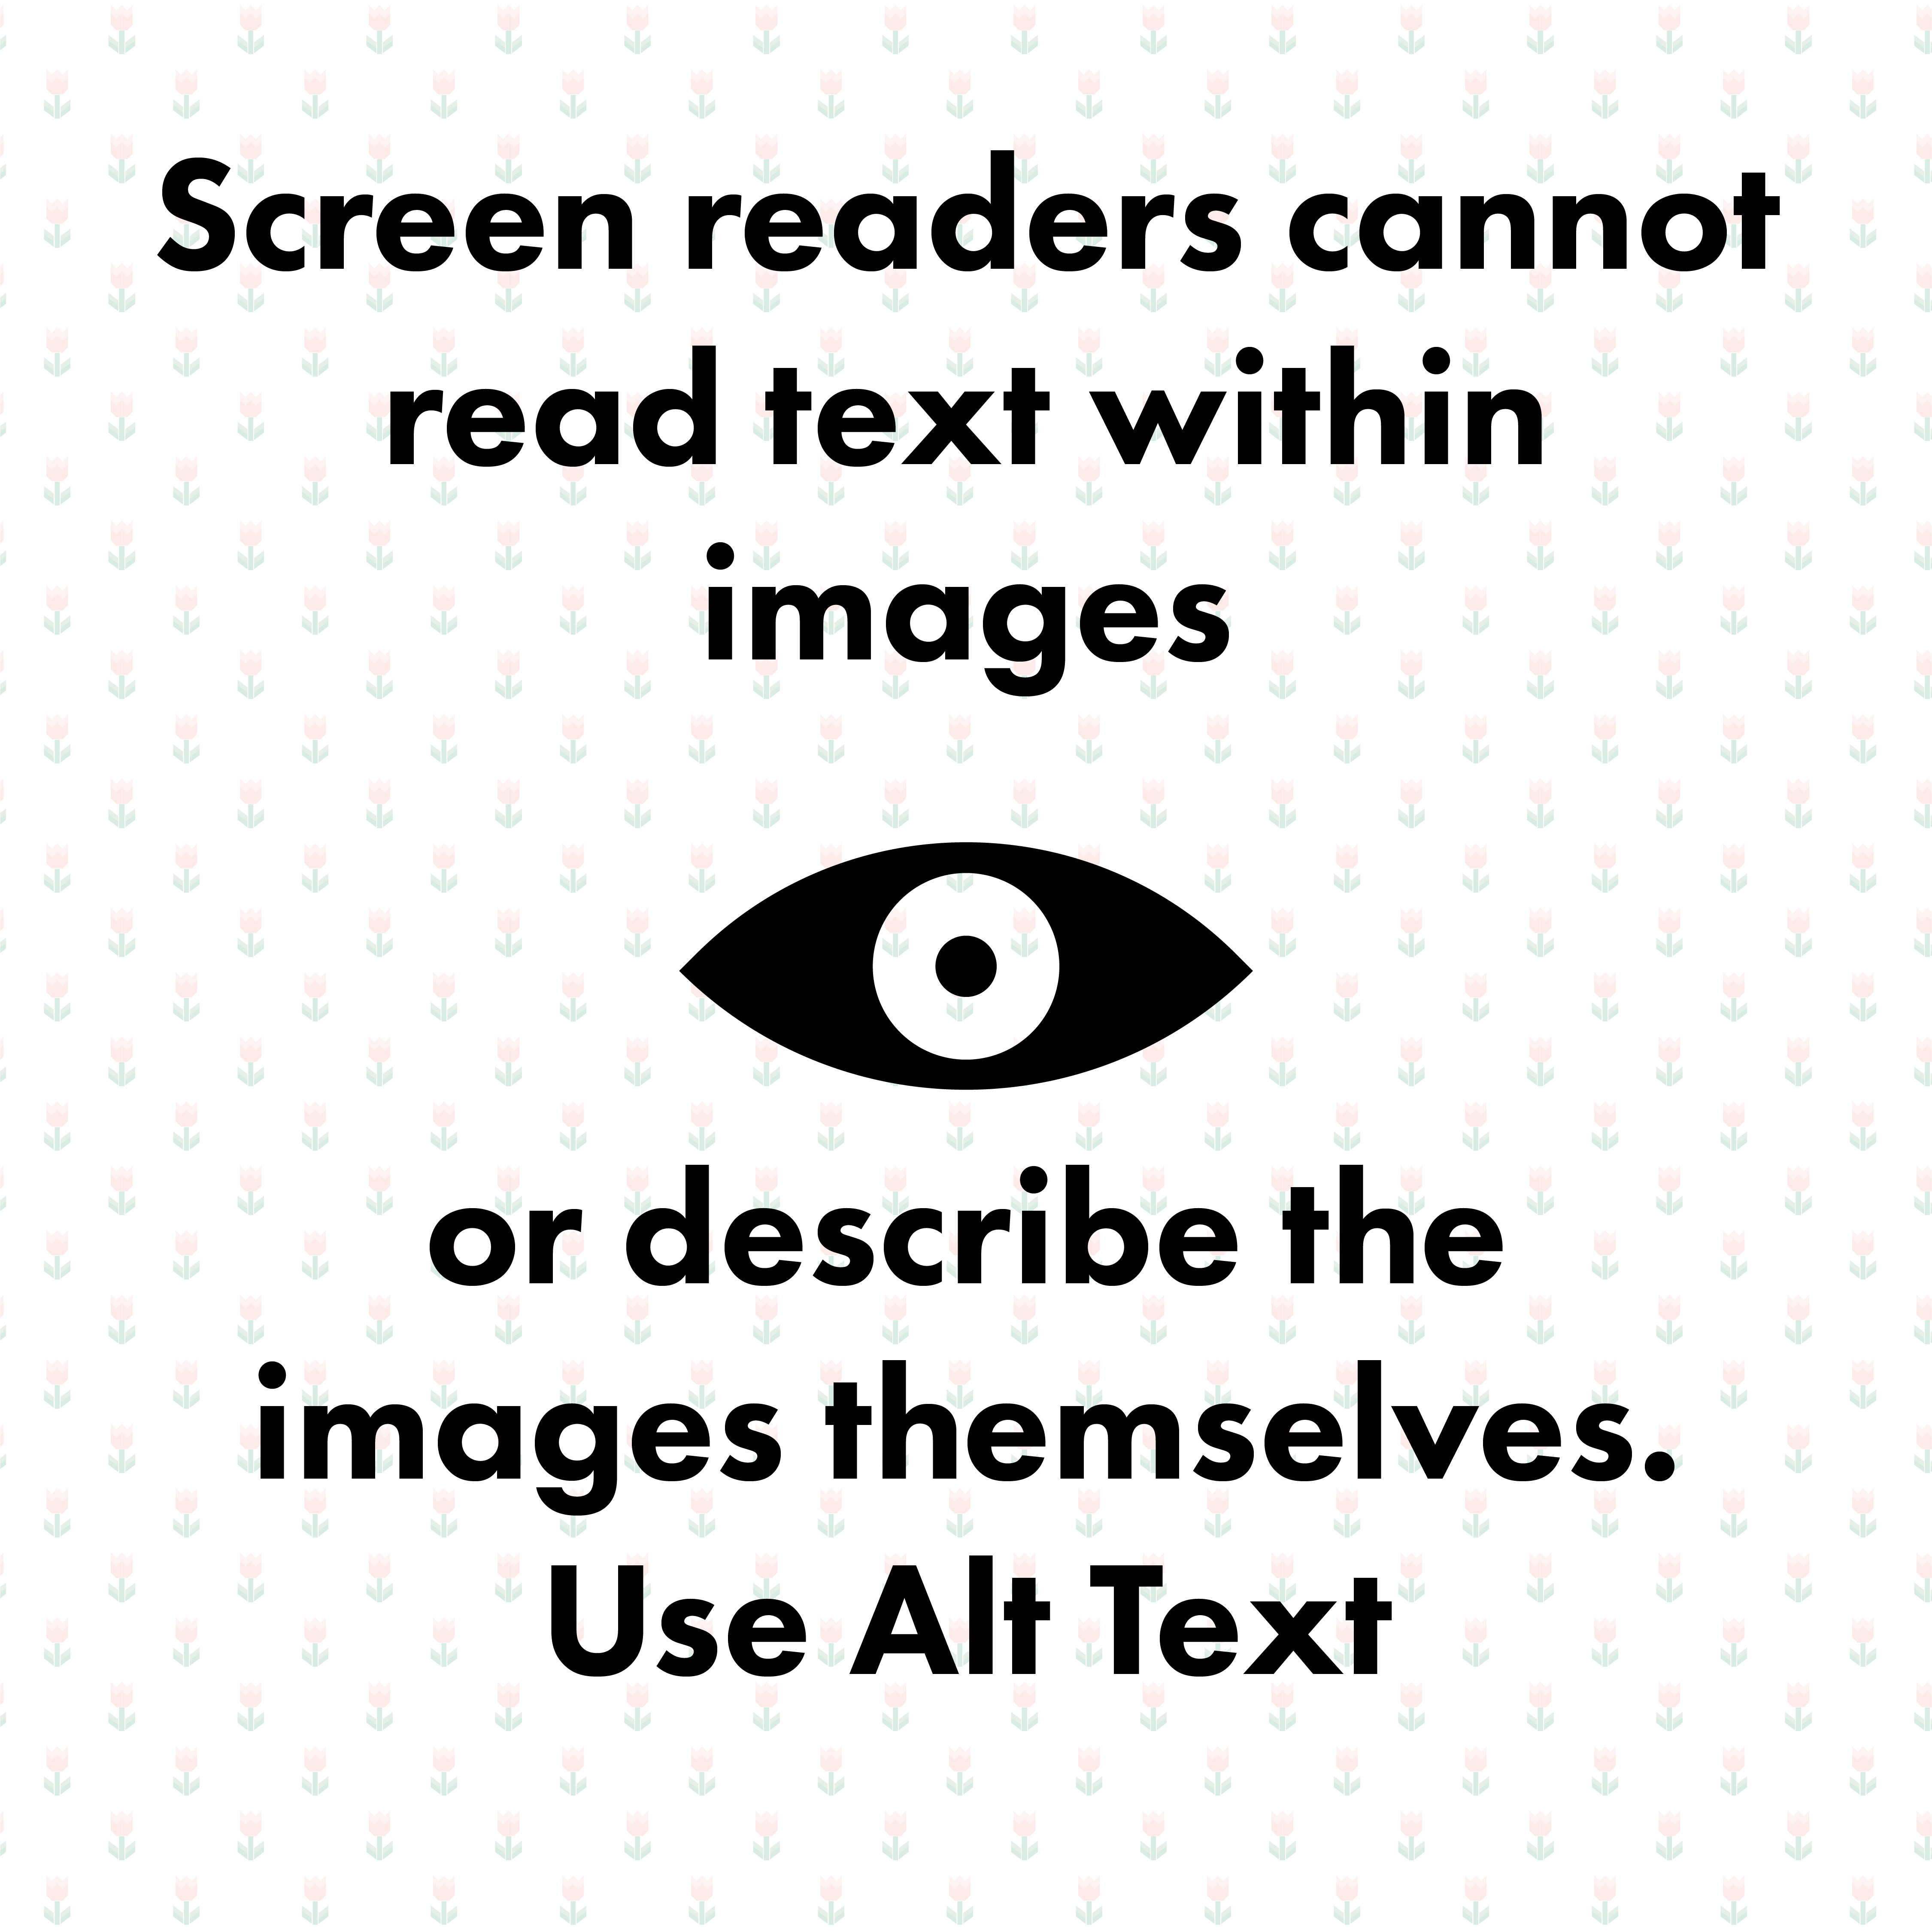 Screen readers cannot
read text within
images
or describe the
images themselves.
Use Alt Text